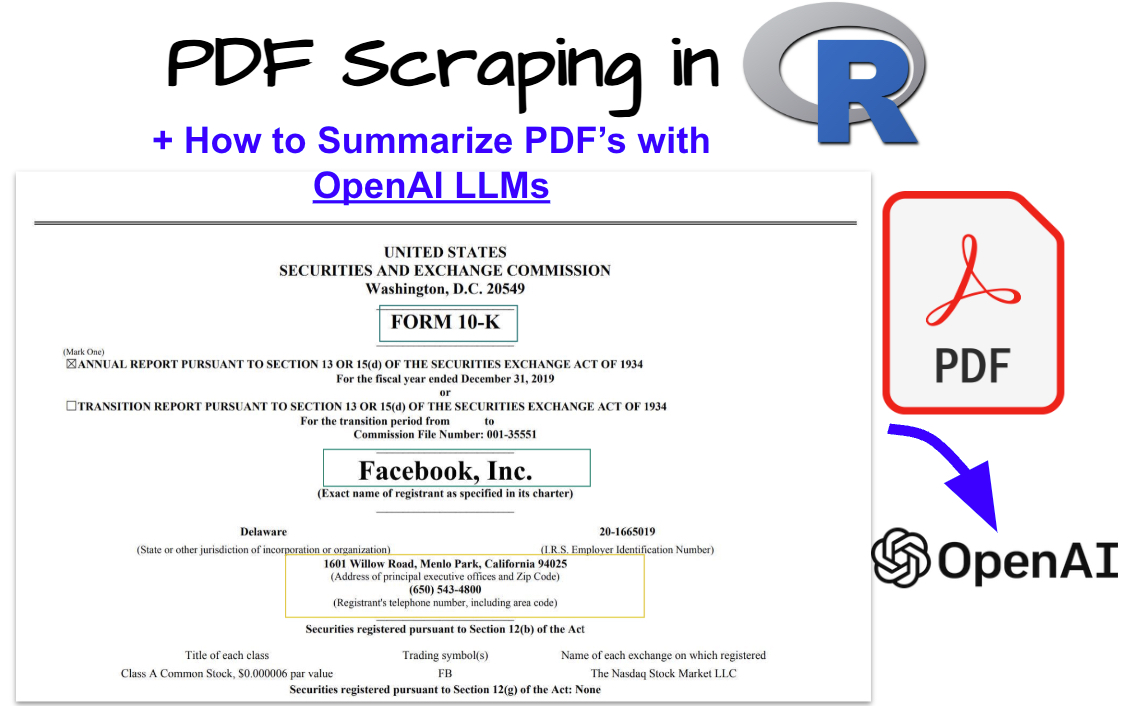 PDF Scraping in R
+ How to Summarize PDF's with
OpenAI LLMs
UNITED STATES
SECURITIES AND EXCHANGE COMMISSION
Washington, D.C. 20549
FORM 10-K
(Mark One)
☒ANNUAL REPORT PURSUANT TO SECTION 13 OR 15(d) OF THE SECURITIES EXCHANGE ACT OF 1934
For the fiscal year ended December 31, 2019
or
☐TRANSITION REPORT PURSUANT TO SECTION 13 OR 15(d) OF THE SECURITIES EXCHANGE ACT OF 1934
For the transition period from to
Commission File Number: 001-35551
Facebook, Inc.
(Exact name of registrant as specified in its charter)
Delaware 20-1665019
(State or other jurisdiction of incorporation or organization) (I.R.S. Employer Identification Number)
1601 Willow Road, Menlo Park, California 94025
(Address of principal executive offices and Zip Code)
(650) 543-4800
(Registrant's telephone number, including area code)
Securities registered pursuant to Section 12(b) of the Act
Title of each class Trading symbol(s) Name of each exchange on which registered
Class A Common Stock, $0.000006 par value FB The Nasdaq Stock Market LLC
Securities registered pursuant to Section 12(g) of the Act: None
PDF
OpenAI